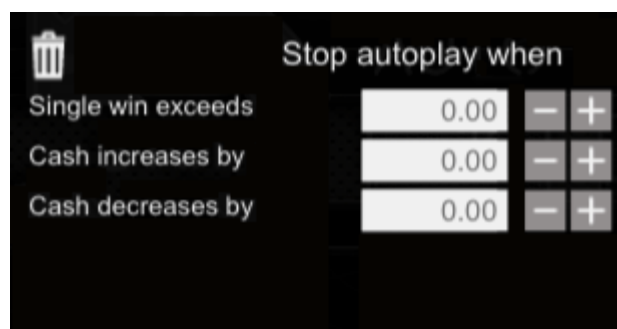 Stop autoplay when
Single win exceeds 0.00 − +
Cash increases by 0.00 − +
Cash decreases by 0.00 − +